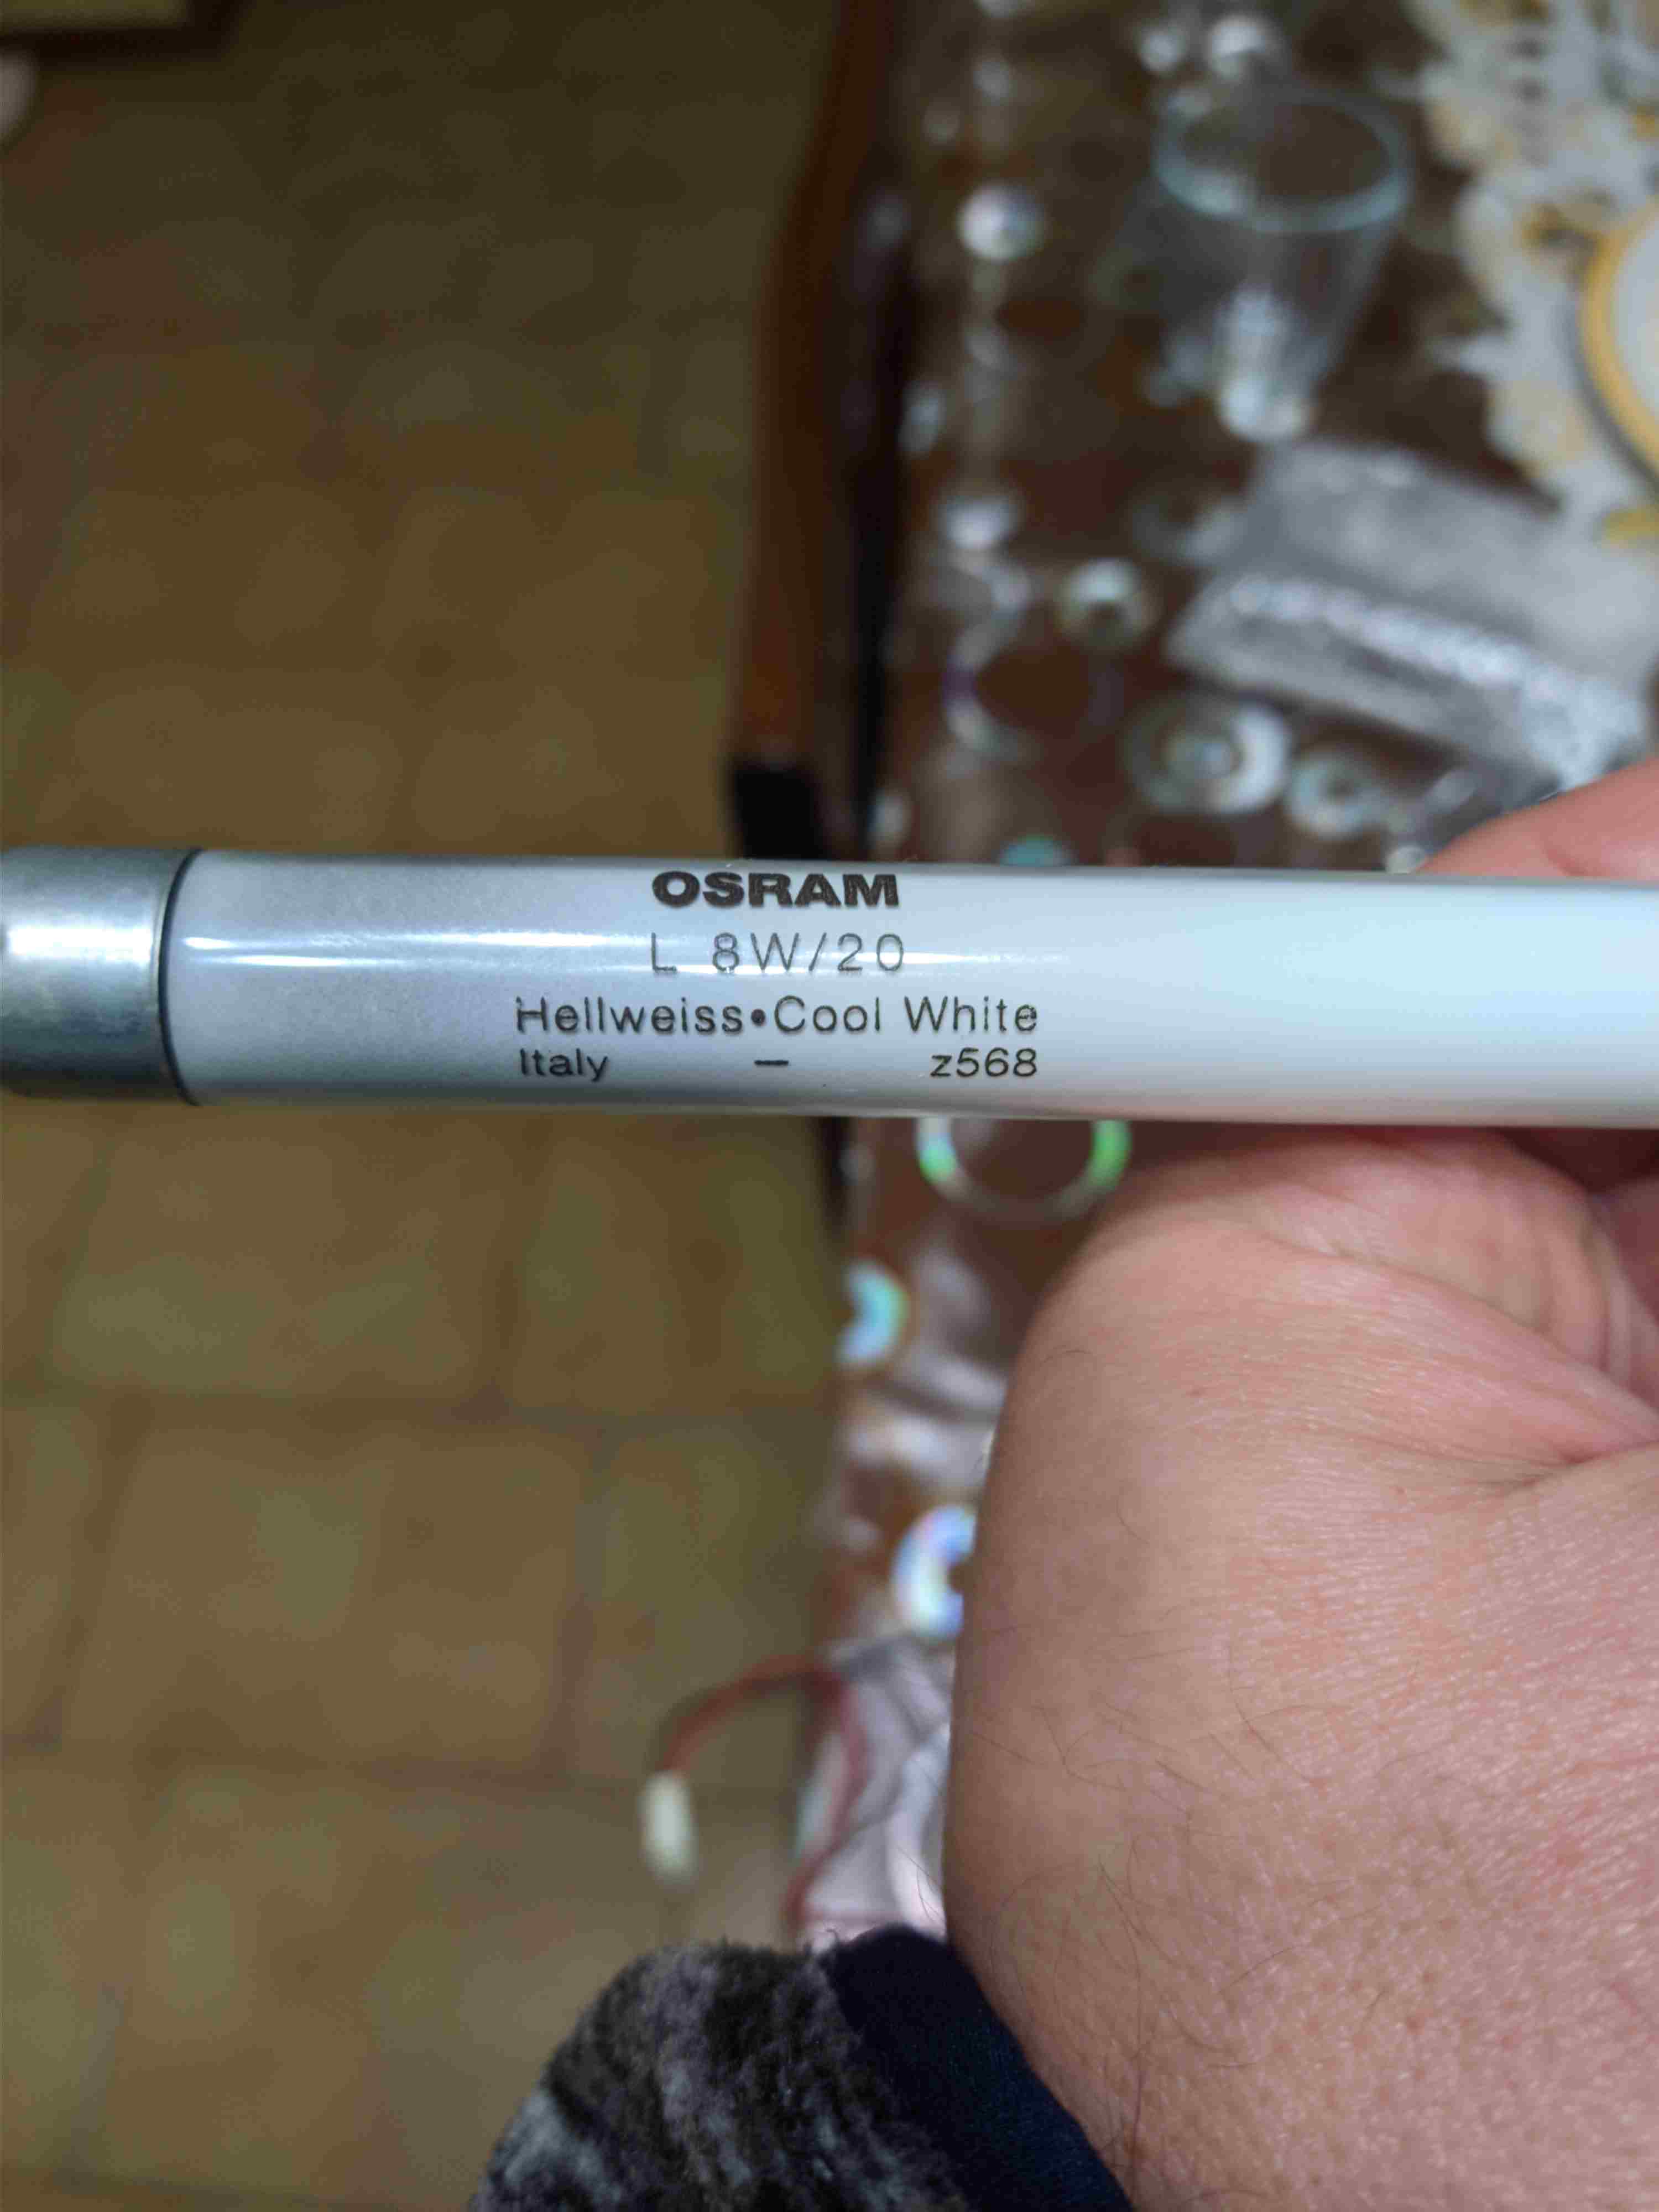 OSRAM
L 8W/20
Hellweiss•Cool White
Italy — z568